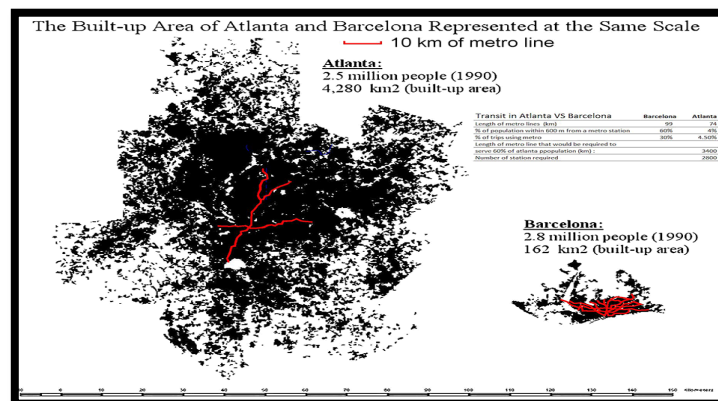 The Built-up Area of Atlanta and Barcelona Represented at the Same Scale
10 km of metro line
Atlanta:
2.5 million people (1990)
4,280 km2 (built-up area)
Transit in Atlanta VS Barcelona Barcelona Atlanta
Length of metro lines (km) 99 74
% of population within 600 m from a metro station 60% 4%
% of trips using metro 30% 4.50%
Length of metro line that would be required to
serve 60% of atlanta ppopulation (km) : 3400
Number of station required 2800
Barcelona:
2.8 million people (1990)
162 km2 (built-up area)
0 10 20 30 40 50 60 70 80 90 100 110 120 130 140 150 Kilometers